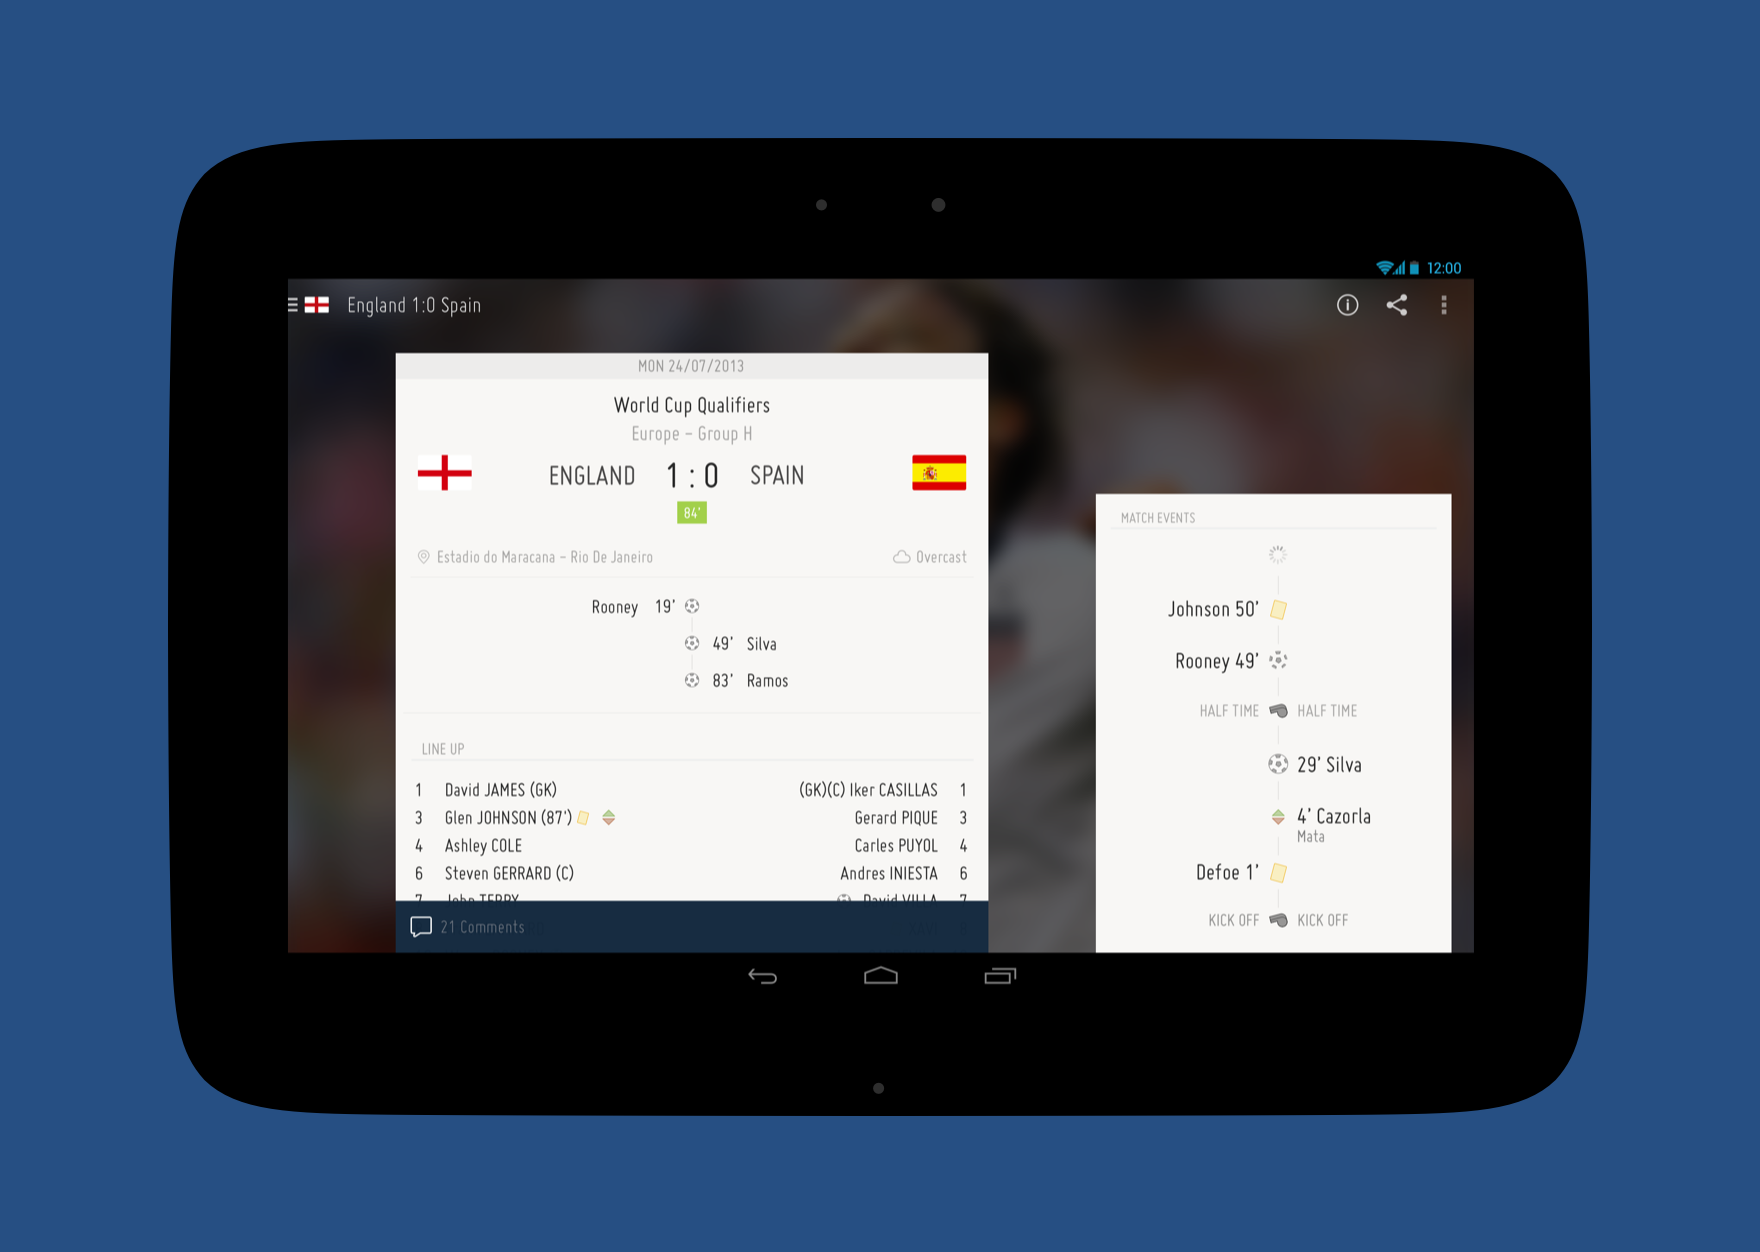 12:00
England 1:0 Spain
MON 24/07/2013
World Cup Qualifiers
Europe – Group H
ENGLAND 1 : 0 SPAIN
84'
Estadio do Maracana – Rio De Janeiro
Overcast
Rooney 19'
49' Silva
83' Ramos
LINE UP
1 David JAMES (GK)
(GK)(C) Iker CASILLAS 1
3 Glen JOHNSON (87')
Gerard PIQUE 3
4 Ashley COLE
Carles PUYOL 4
6 Steven GERRARD (C)
Andres INIESTA 6
7 John TERRY
David VILLA 7
21 Comments
MATCH EVENTS
Johnson 50'
Rooney 49'
HALF TIME HALF TIME
29' Silva
4' Cazorla
Mata
Defoe 1'
KICK OFF KICK OFF